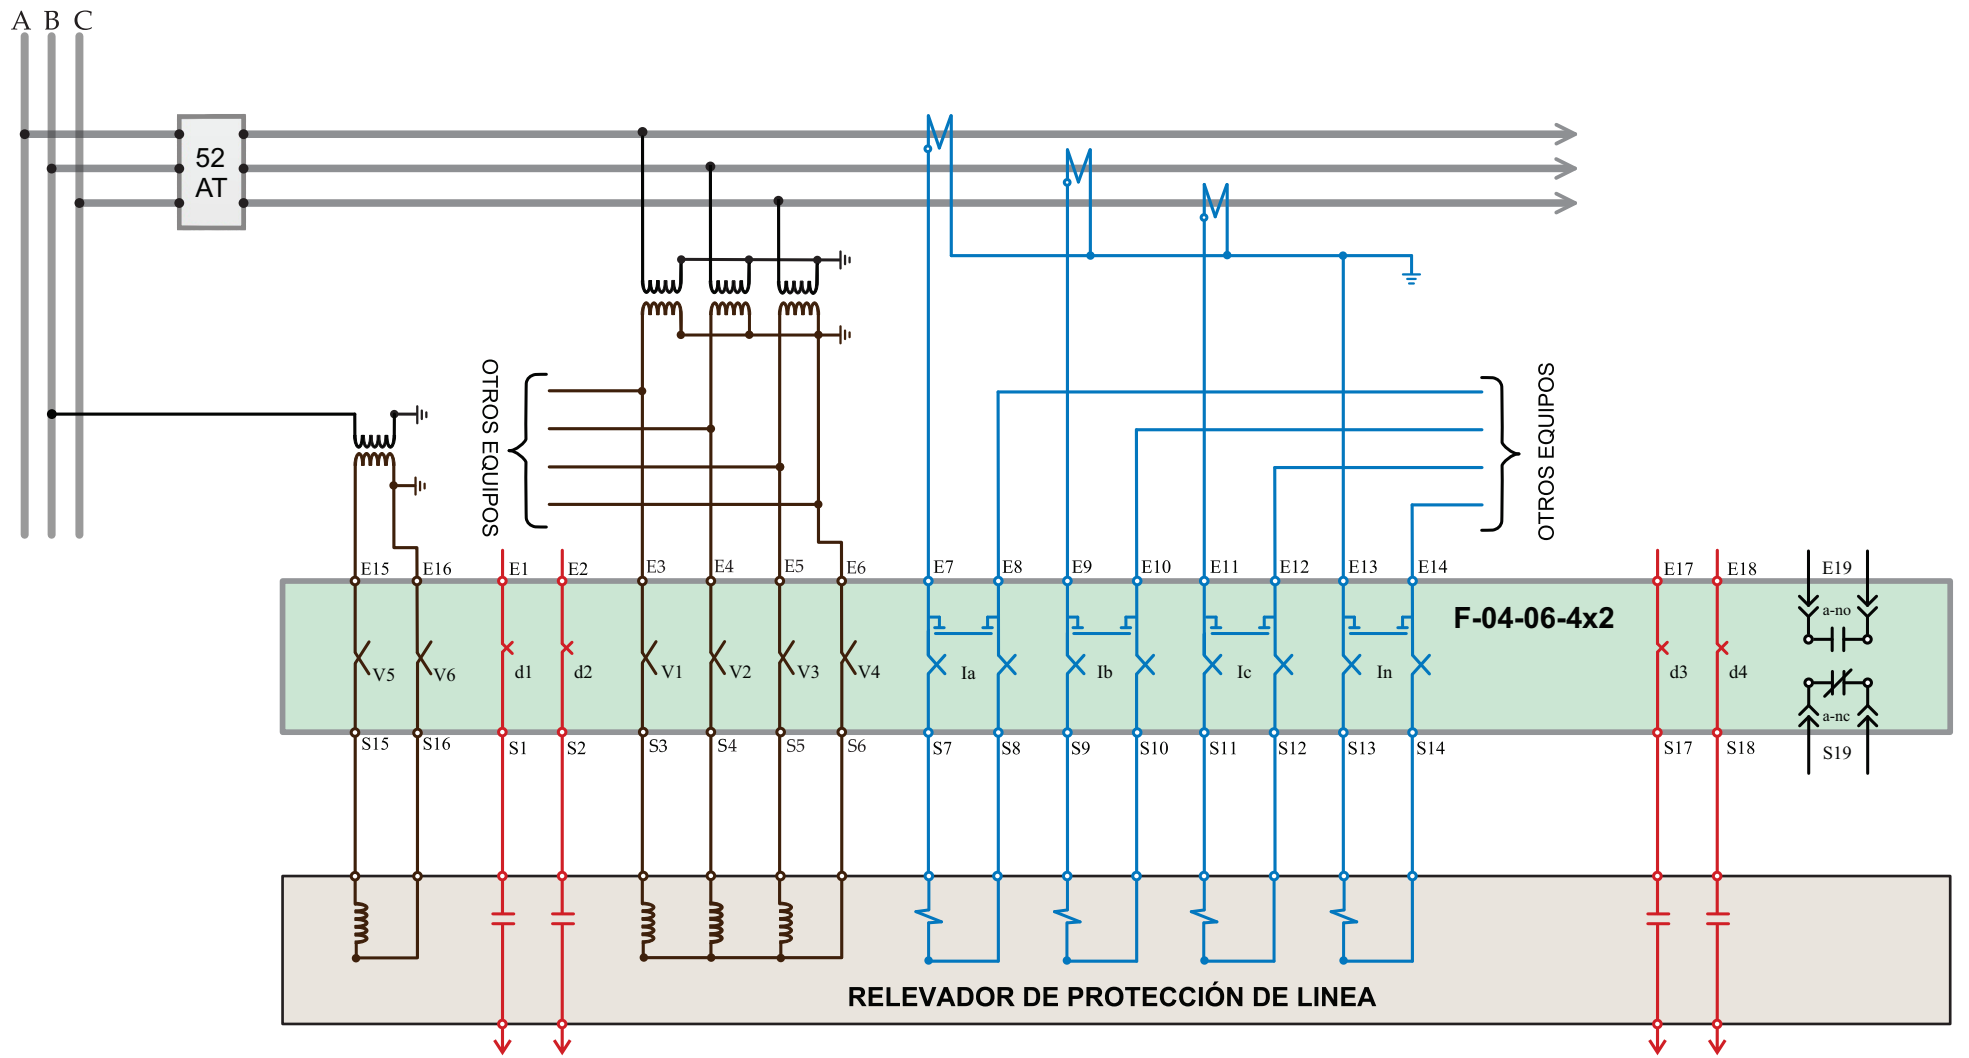 A B C
52
AT
OTROS EQUIPOS
OTROS EQUIPOS
E15 E16 E1 E2 E3 E4 E5 E6 E7 E8 E9 E10 E11 E12 E13 E14 E17 E18 E19
a-no
F-04-06-4x2
V5 V6 d1 d2 V1 V2 V3 V4 Ia Ib Ic In d3 d4
a-nc
S15 S16 S1 S2 S3 S4 S5 S6 S7 S8 S9 S10 S11 S12 S13 S14 S17 S18 S19
RELEVADOR DE PROTECCIÓN DE LINEA